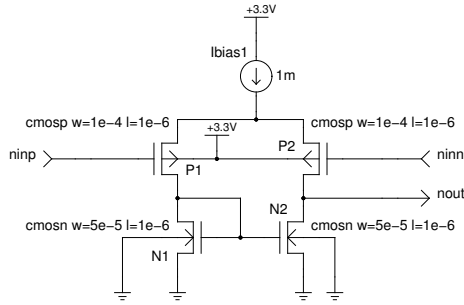 +3.3V
Ibias1
1m
cmosp w=1e−4 l=1e−6
cmosp w=1e−4 l=1e−6
+3.3V
ninp
P1
P2
ninn
nout
cmosn w=5e−5 l=1e−6
N1
N2
cmosn w=5e−5 l=1e−6